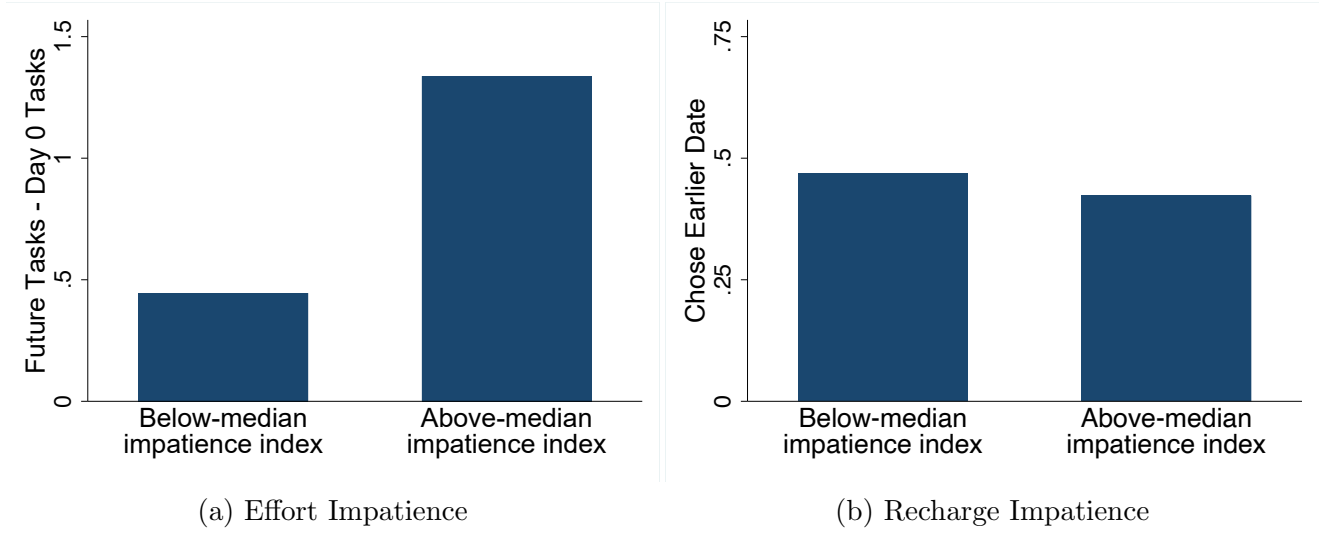 Future Tasks - Day 0 Tasks
1.5
1
.5
0
Below-median
impatience index
Above-median
impatience index
(a) Effort Impatience
Chose Earlier Date
.75
.5
.25
0
Below-median
impatience index
Above-median
impatience index
(b) Recharge Impatience